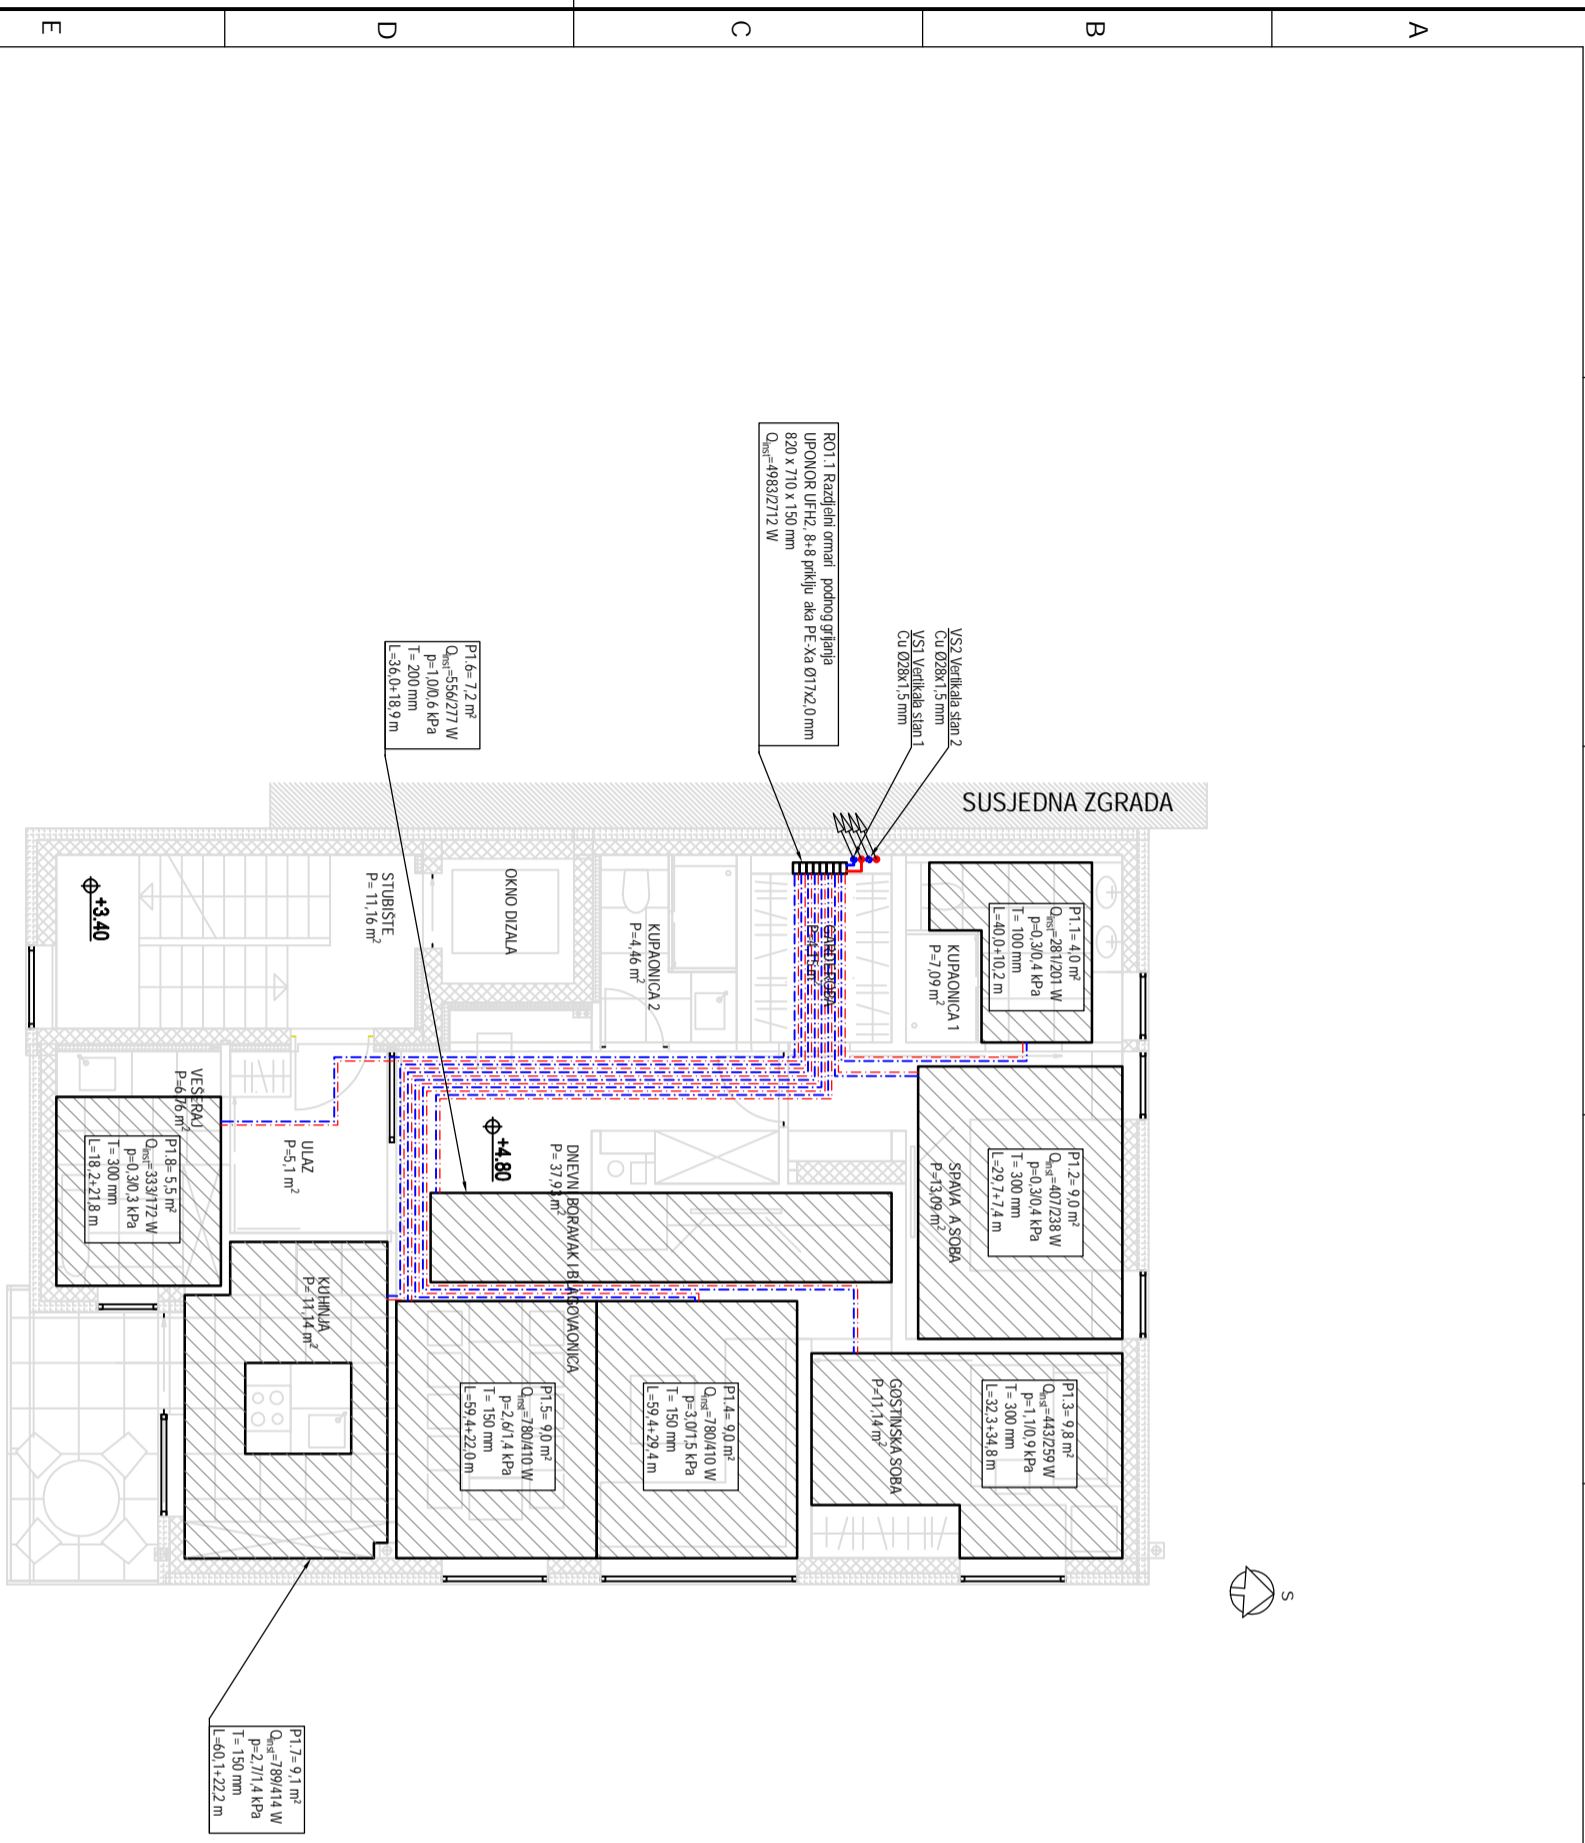 A
B
C
D
E
S
SUSJEDNA ZGRADA
VS2 Vertikala stan 2
Cu Ø28x1,5 mm
VS1 Vertikala stan 1
Cu Ø28x1,5 mm
RO1.1 Razdjelni ormari podnog grijanja
UPONOR UFH2, 8+8 priklju aka PE-Xa Ø17x2,0 mm
820 x 710 x 150 mm
Qinst=4983/2712 W
P1.1= 4,0 m²
Qinst=281/201 W
p=0,3/0,4 kPa
T= 100 mm
L=40,0+10,2 m
KUPAONICA 1
P=7,09 m²
P1.2= 9,0 m²
Qinst=407/238 W
p=0,3/0,4 kPa
T= 300 mm
L=29,7+7,4 m
SPAVA A SOBA
P=13,09 m²
P1.3= 9,8 m²
Qinst=443/259 W
p=1,1/0,9 kPa
T= 300 mm
L=32,3+34,8 m
GOSTINSKA SOBA
P=11,14 m²
GARDEROBA
KUPAONICA 2
P=4,46 m²
OKNO DIZALA
STUBIŠTE
P= 11,16 m²
+3.40
P1.6= 7,2 m²
Qinst=556/277 W
p=1,0/0,6 kPa
T= 200 mm
L=36,0+18,9 m
DNEVNI BORAVAK I BLAGOVAONICA
P= 37,93 m²
+4.80
P1.4= 9,0 m²
Qinst=780/410 W
p=3,0/1,5 kPa
T= 150 mm
L=59,4+29,4 m
P1.5= 9,0 m²
Qinst=780/410 W
p=2,6/1,4 kPa
T= 150 mm
L=59,4+22,0 m
ULAZ
P=5,1 m²
KUHINJA
P= 11,14 m²
VEŠERAJ
P=6,76 m²
P1.8= 5,5 m²
Qinst=333/172 W
p=0,3/0,3 kPa
T= 300 mm
L=18,2+21,8 m
P1.7= 9,1 m²
Qinst=789/414 W
p=2,7/1,4 kPa
T= 150 mm
L=60,1+22,2 m